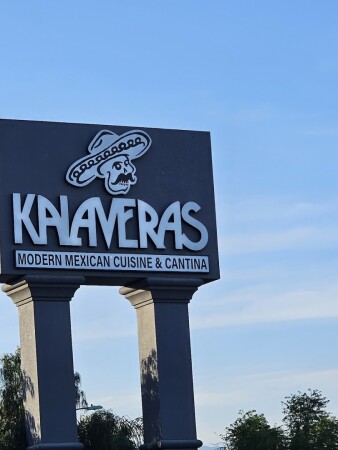 KALAVERAS
MODERN MEXICAN CUISINE & CANTINA